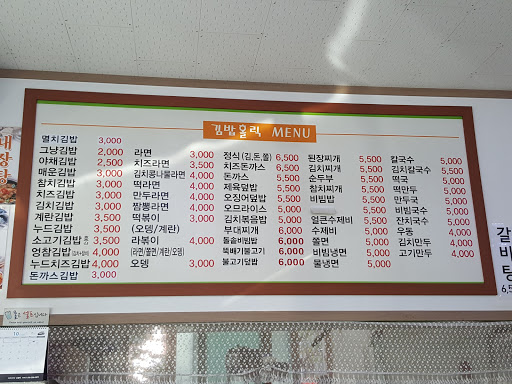 김밥홀릭 MENU
멸치김밥 3,000
그냥김밥 2,000
야채김밥 2,500
매운김밥 3,000
참치김밥 3,000
치즈김밥 3,000
김치김밥 3,000
계란김밥 3,500
누드김밥 3,500
소고기김밥 4,000
엉참김밥 4,000
누드치즈김밥 4,000
돈까스김밥 3,000
라면 3,000
치즈라면 3,500
김치콩나물라면 4,000
떡라면 3,500
만두라면 3,500
짬뽕라면 4,000
떡볶이 3,000
(오뎅/계란)
라볶이 4,000
(라면/쫄면/계란/오뎅)
오뎅 3,000
정식 (김,돈,쫄) 6,500
치즈돈까스 6,500
돈까스 5,500
제육덮밥 5,500
오징어덮밥 5,500
오므라이스 5,000
김치볶음밥 5,000
부대찌개 6,000
돌솥비빔밥 6,000
뚝배기불고기 6,000
불고기덮밥 6,000
된장찌개 5,500
김치찌개 5,500
순두부 5,500
참치찌개 5,500
비빔밥 5,000
얼큰수제비 5,500
수제비 5,000
쫄면 5,000
비빔냉면 5,000
물냉면 5,000
칼국수 5,000
김치칼국수 5,000
떡국 5,000
떡만두 5,000
만두국 5,000
비빔국수 5,000
잔치국수 5,000
우동 4,000
김치만두 4,000
고기만두 4,000
갈
비
탕
대
장
탕